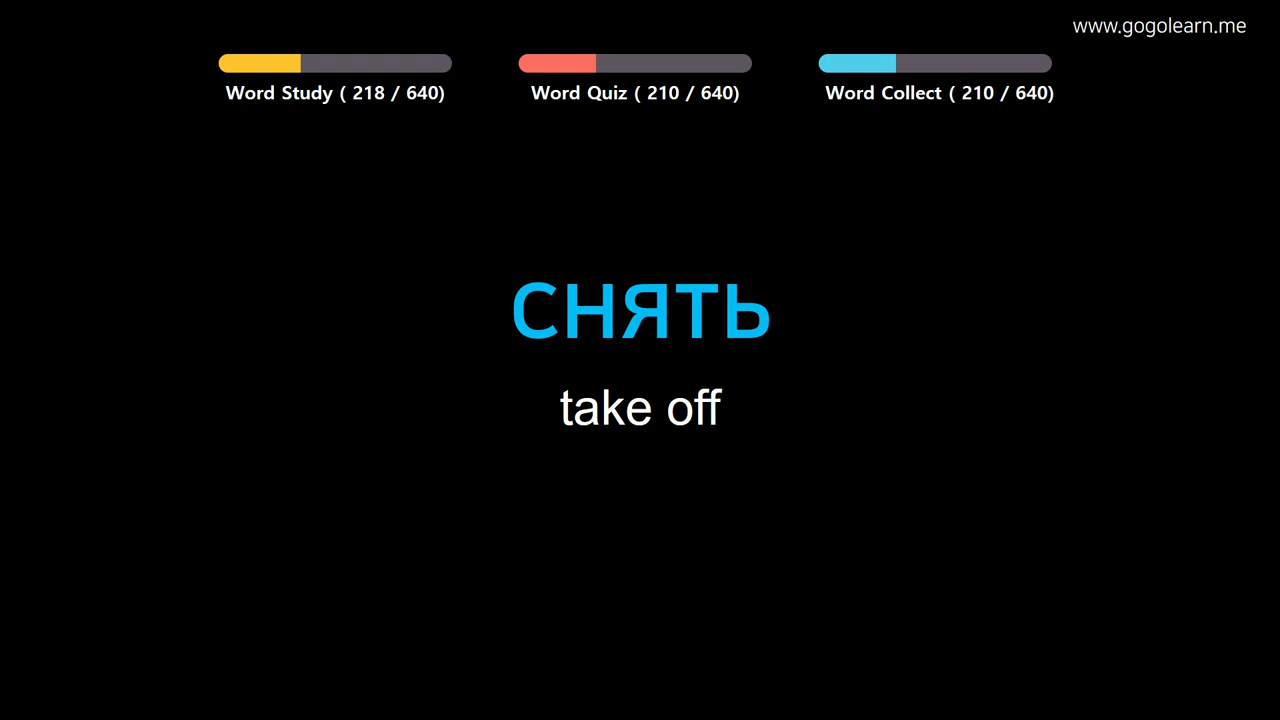 www.gogolearn.me
Word Study ( 218 / 640)
Word Quiz ( 210 / 640)
Word Collect ( 210 / 640)
снять
take off